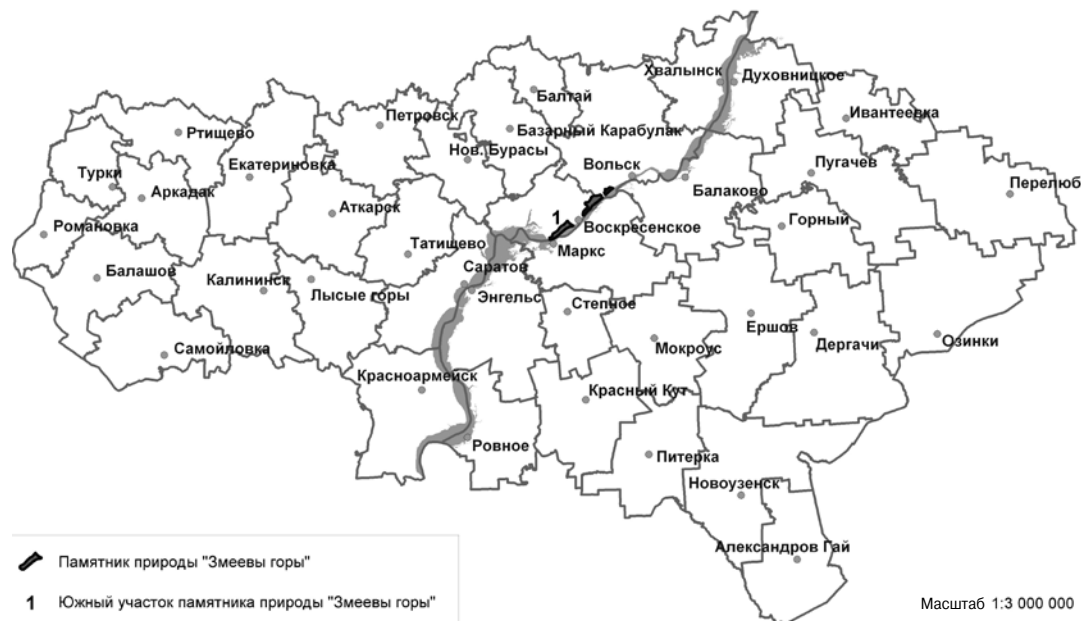 Хвалынск
Духовницкое
Балтай
Ивантеевка
Петровск
Базарный Карабулак
Ртищево
Нов. Бурасы
Екатериновка
Вольск
Пугачев
Турки
Балаково
Перелюб
Аркадак
Аткарск
1
Воскресенское
Горный
Романовка
Татищево
Маркс
Балашов
Саратов
Калининск
Лысые горы
Энгельс
Степное
Ершов
Озинки
Мокроус
Дергачи
Самойловка
Красноармейск
Красный Кут
Ровное
Питерка
Новоузенск
Александров Гай
Памятник природы "Змеевы горы"
1 Южный участок памятника природы "Змеевы горы"
Масштаб 1:3 000 000